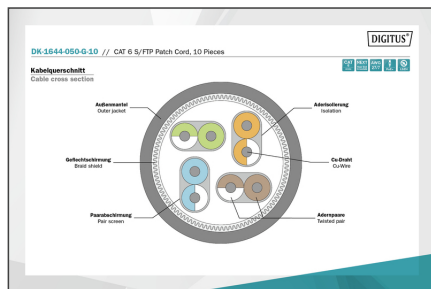 DIGITUS®
DK-1644-050-G-10 // CAT 6 S/FTP Patch Cord, 10 Pieces
Kabelquerschnitt
Cable cross section
Außenmantel
Outer jacket
Aderisolierung
Isolation
Geflechtschirmung
Braid shield
Cu-Draht
Cu-Wire
Paarabschirmung
Pair screen
Adernpaare
Twisted pair